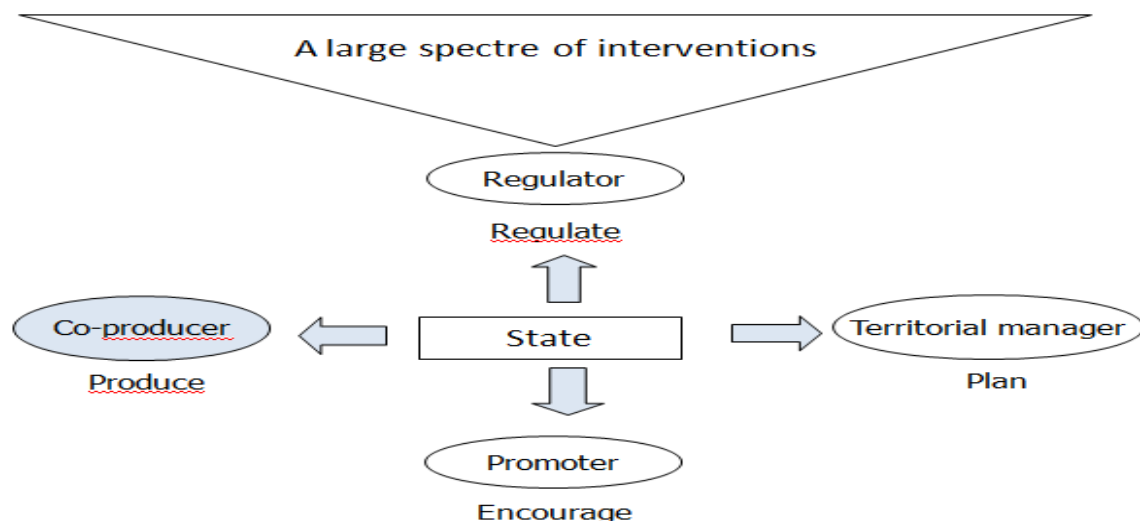 A large spectre of interventions
Regulator
Regulate
Co-producer
State
Territorial manager
Produce
Plan
Promoter
Encourage